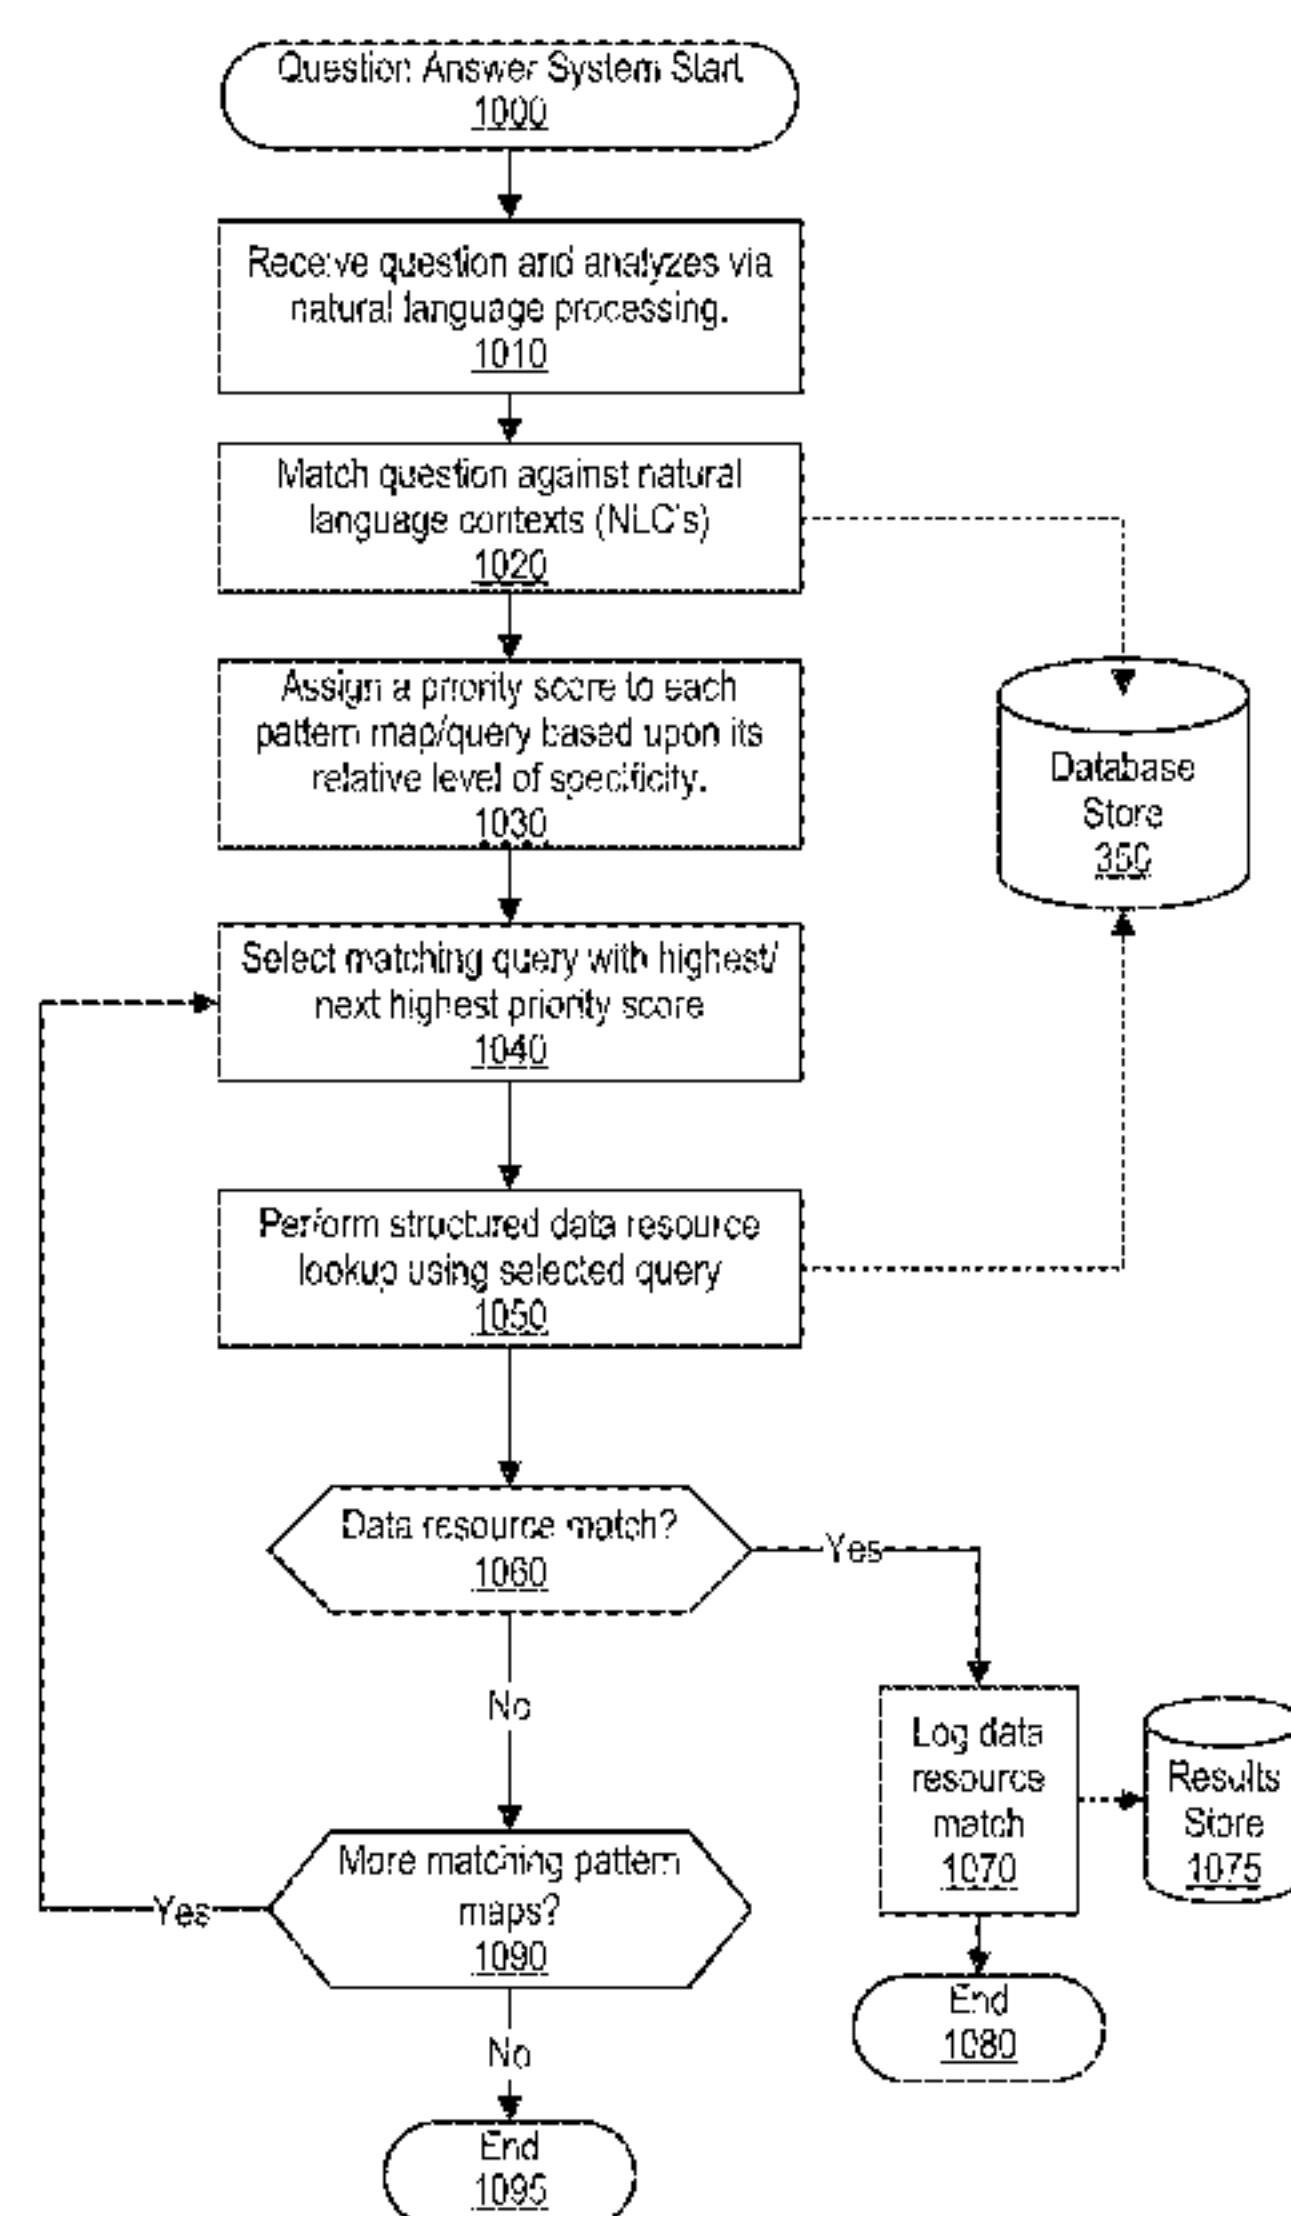 Question Answer System Start
1000
Receive question and analyzes via
natural language processing.
1010
Match question against natural
language contexts (NLC's)
1020
Assign a priority score to each
pattern map/query based upon its
relative level of specificity.
1030
Database
Store
350
Select matching query with highest/
next highest priority score
1040
Perform structured data resource
lookup using selected query
1050
Data resource match?
1060
Yes
No
Log data
resource
match
1070
Results
Store
1075
More matching pattern
maps?
1090
Yes
End
1080
No
End
1095